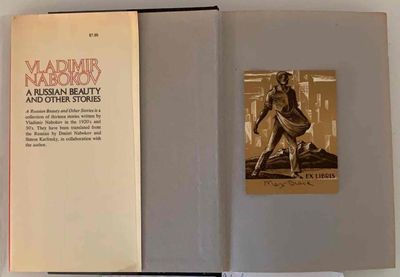 $7.95
VLADIMIR
NABOKOV
A RUSSIAN BEAUTY
AND OTHER STORIES
A Russian Beauty and Other Stories is a
collection of thirteen stories written by
Vladimir Nabokov in the 1920's and
30's. They have been translated from
the Russian by Dmitri Nabokov and
Simon Karlinsky, in collaboration with
the author.
EX LIBRIS
Max Black